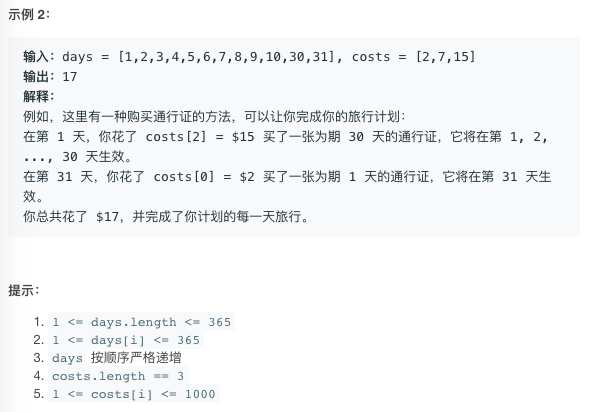 示例 2：
输入：days = [1,2,3,4,5,6,7,8,9,10,30,31], costs = [2,7,15]
输出：17
解释：
例如，这里有一种购买通行证的方法，可以让你完成你的旅行计划：
在第 1 天，你花了 costs[2] = $15 买了一张为期 30 天的通行证，它将在第 1, 2,
..., 30 天生效。
在第 31 天，你花了 costs[0] = $2 买了一张为期 1 天的通行证，它将在第 31 天生
效。
你总共花了 $17，并完成了你计划的每一天旅行。
提示：
1. 1 <= days.length <= 365
2. 1 <= days[i] <= 365
3. days 按顺序严格递增
4. costs.length == 3
5. 1 <= costs[i] <= 1000